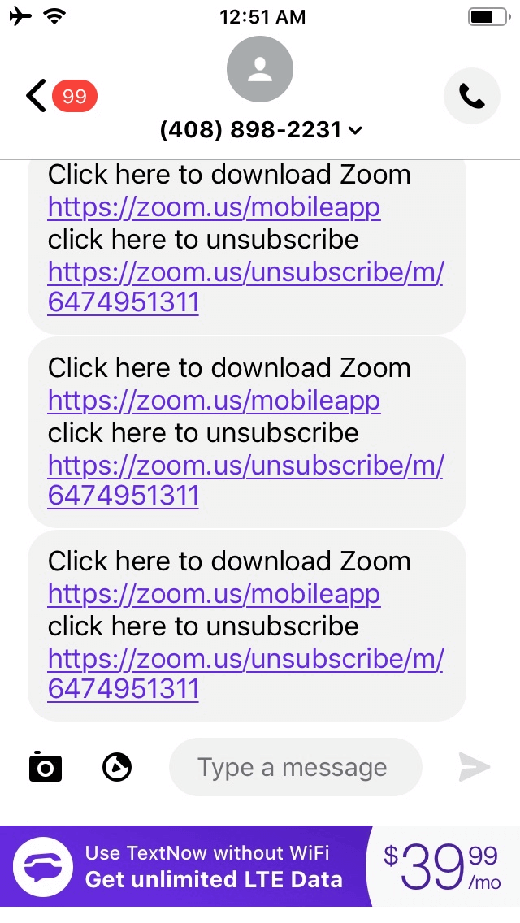 12:51 AM
99
(408) 898-2231
Click here to download Zoom
https://zoom.us/mobileapp
click here to unsubscribe
https://zoom.us/unsubscribe/m/
6474951311
Click here to download Zoom
https://zoom.us/mobileapp
click here to unsubscribe
https://zoom.us/unsubscribe/m/
6474951311
Click here to download Zoom
https://zoom.us/mobileapp
click here to unsubscribe
https://zoom.us/unsubscribe/m/
6474951311
Type a message
Use TextNow without WiFi
Get unlimited LTE Data
$39.99/mo